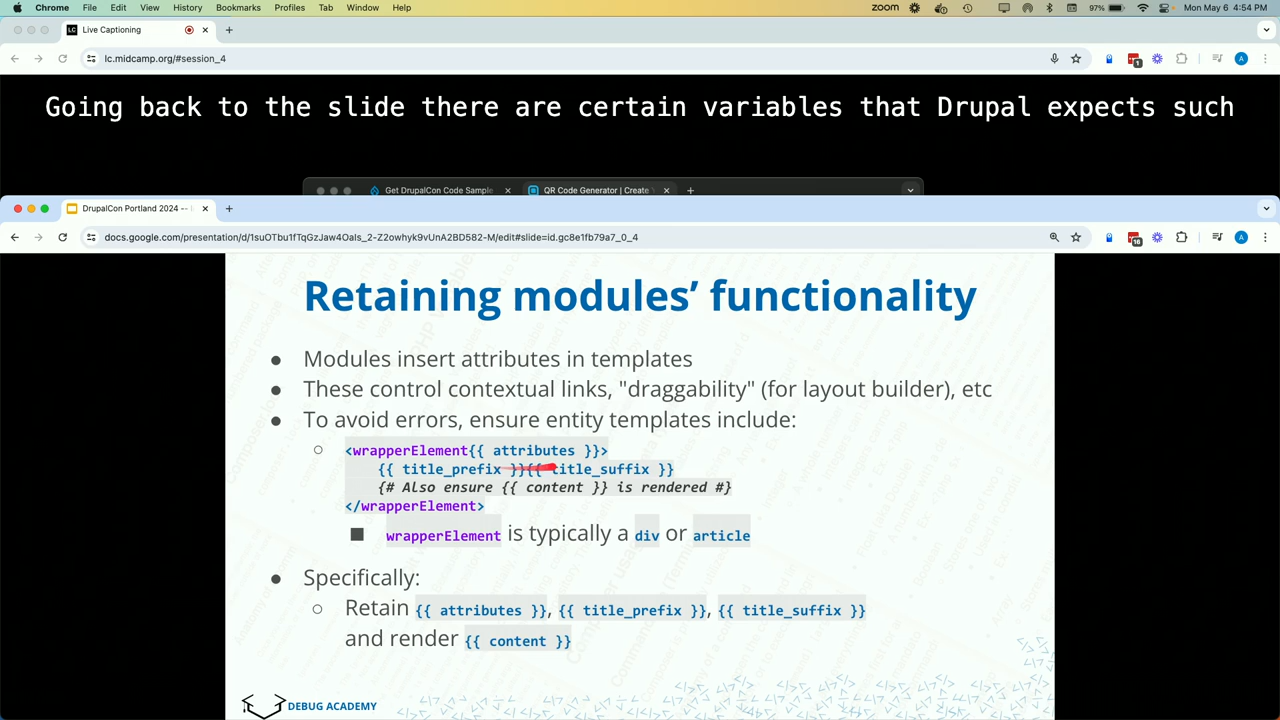 Chrome File Edit View History Bookmarks Profiles Tab Window Help zoom 97% Mon May 6 4:54 PM
LC Live Captioning
lc.midcamp.org/#session_4 1 A
Going back to the slide there are certain variables that Drupal expects such
Get DrupalCon Code Sample QR Code Generator | Create
DrupalCon Portland 2024 --
docs.google.com/presentation/d/1suOTbu1fTqGzJaw4OaIs_2-Z2owhyk9vUnA2BD582-M/edit#slide=id.gc8e1fb79a7_0_4 16 A
Retaining modules’ functionality
● Modules insert attributes in templates
● These control contextual links, "draggability" (for layout builder), etc
● To avoid errors, ensure entity templates include:
○ <wrapperElement{{ attributes }}>
{{ title_prefix }}{{ title_suffix }}
{# Also ensure {{ content }} is rendered #}
</wrapperElement>
■ wrapperElement is typically a div or article
● Specifically:
○ Retain {{ attributes }}, {{ title_prefix }}, {{ title_suffix }}
and render {{ content }}
DEBUG ACADEMY